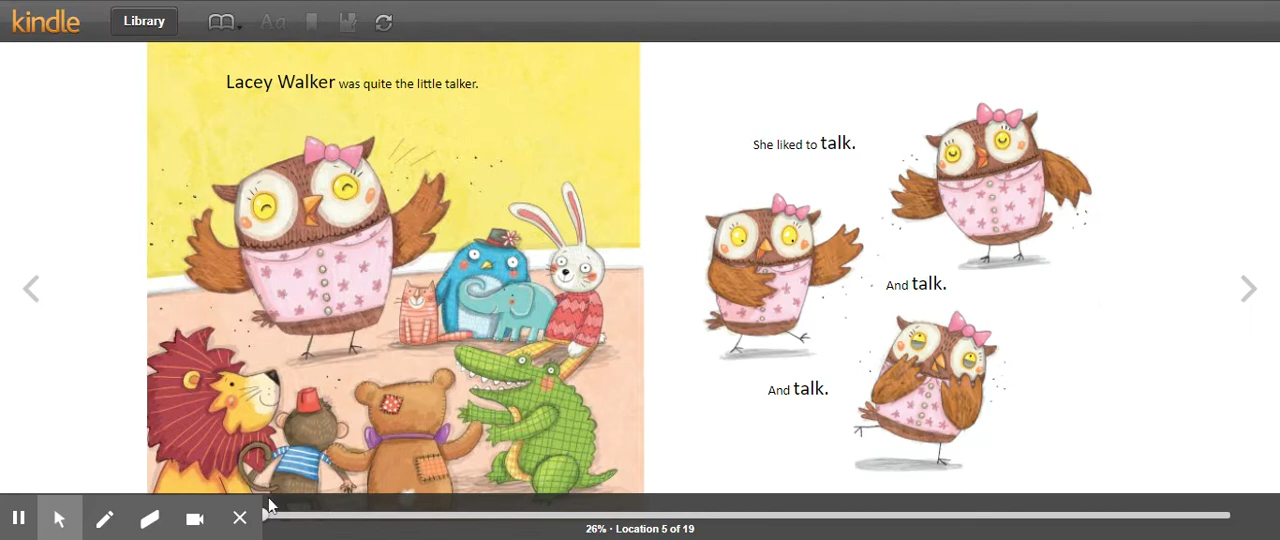 kindle
Library
Aa
Lacey Walker was quite the little talker.
She liked to talk.
And talk.
And talk.
26% · Location 5 of 19